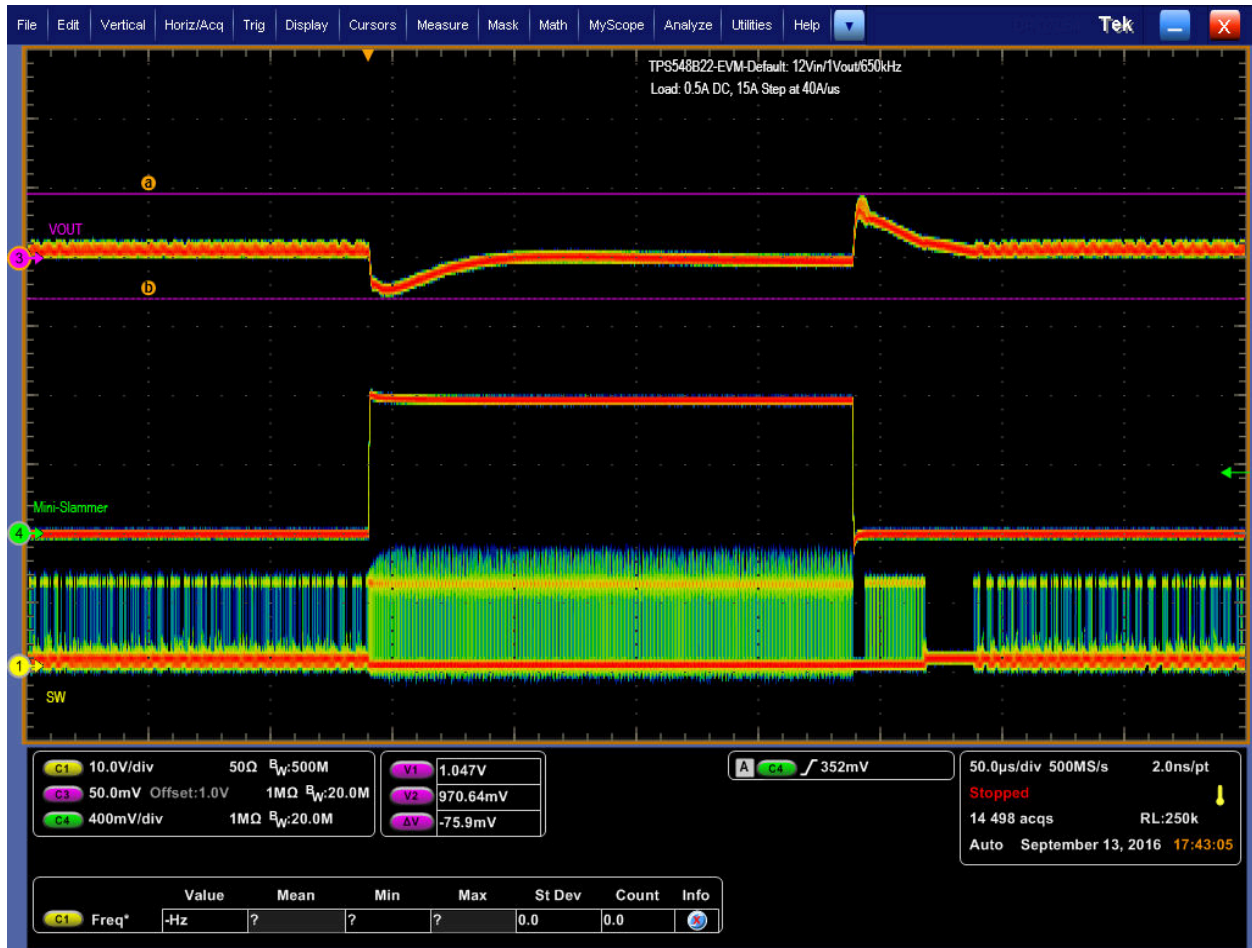 File Edit Vertical Horiz/Acq Trig Display Cursors Measure Mask Math MyScope Analyze Utilities Help Tek X
TPS548B22-EVM-Default: 12Vin/1Vout/650kHz
Load: 0.5A DC, 15A Step at 40A/us
a
VOUT
3
b
Mini-Slammer
4
1
SW
C1 10.0V/div 50Ω BW:500M
C3 50.0mV Offset:1.0V 1MΩ BW:20.0M
C4 400mV/div 1MΩ BW:20.0M
V1 1.047V
V2 970.64mV
ΔV -75.9mV
A C4 352mV
50.0µs/div 500MS/s 2.0ns/pt
Stopped
14 498 acqs RL:250k
Auto September 13, 2016 17:43:05
Value Mean Min Max St Dev Count Info
C1 Freq* -Hz ? ? ? 0.0 0.0